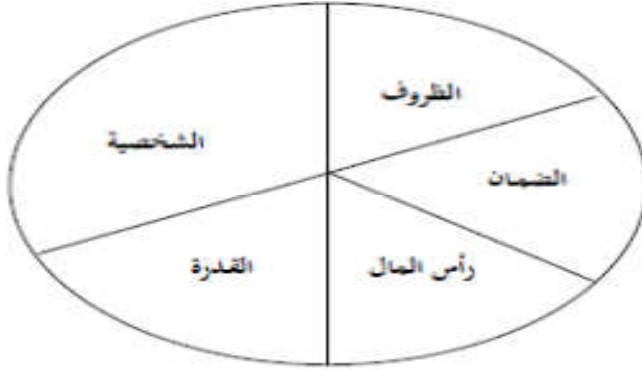 الظروف
الشخصية
الضمان
رأس المال
القدرة